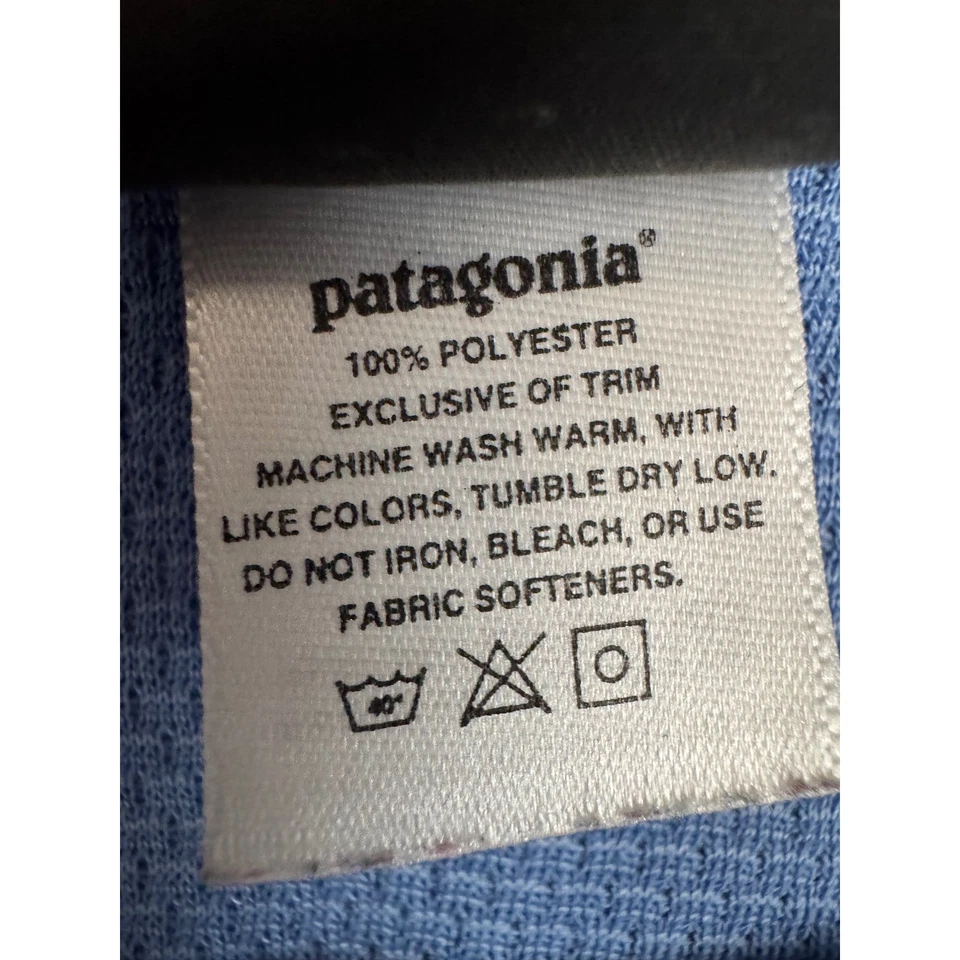 patagonia®
100% POLYESTER
EXCLUSIVE OF TRIM
MACHINE WASH WARM, WITH
LIKE COLORS, TUMBLE DRY LOW.
DO NOT IRON, BLEACH, OR USE
FABRIC SOFTENERS.
40°